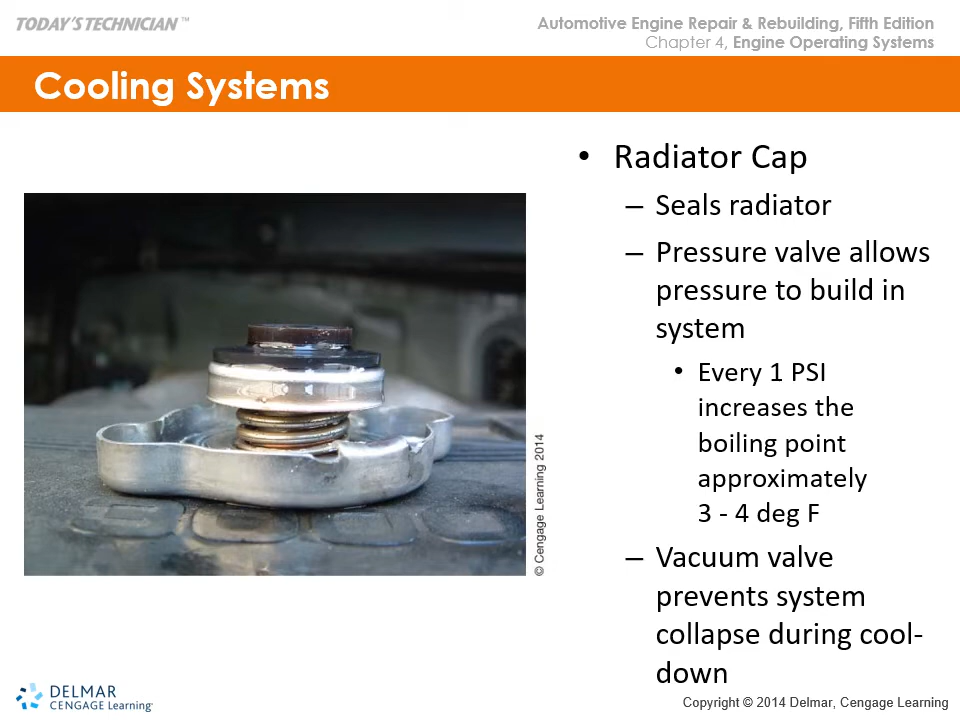 TODAY'S TECHNICIAN™
Automotive Engine Repair & Rebuilding, Fifth Edition
Chapter 4, Engine Operating Systems
Cooling Systems
• Radiator Cap
– Seals radiator
– Pressure valve allows
pressure to build in
system
• Every 1 PSI
increases the
boiling point
approximately
3 - 4 deg F
– Vacuum valve
prevents system
collapse during cool-
down
© Cengage Learning 2014
DELMAR
CENGAGE Learning®
Copyright © 2014 Delmar, Cengage Learning